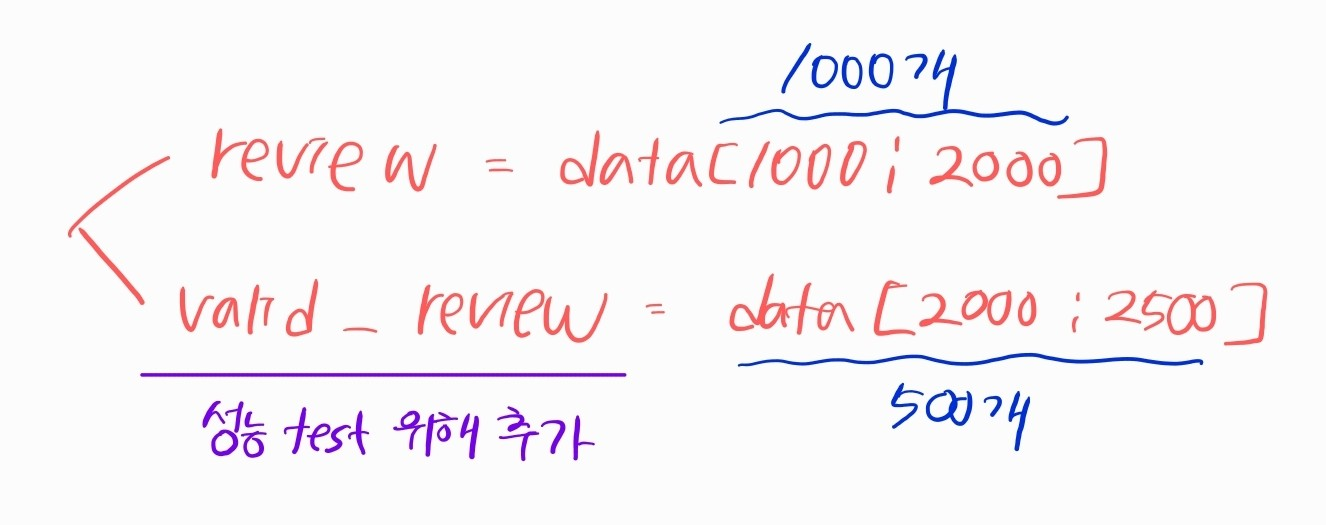 1000개
review = data[1000 : 2000]
valid_review = data[2000 : 2500]
성능 test 위해 추가
500개